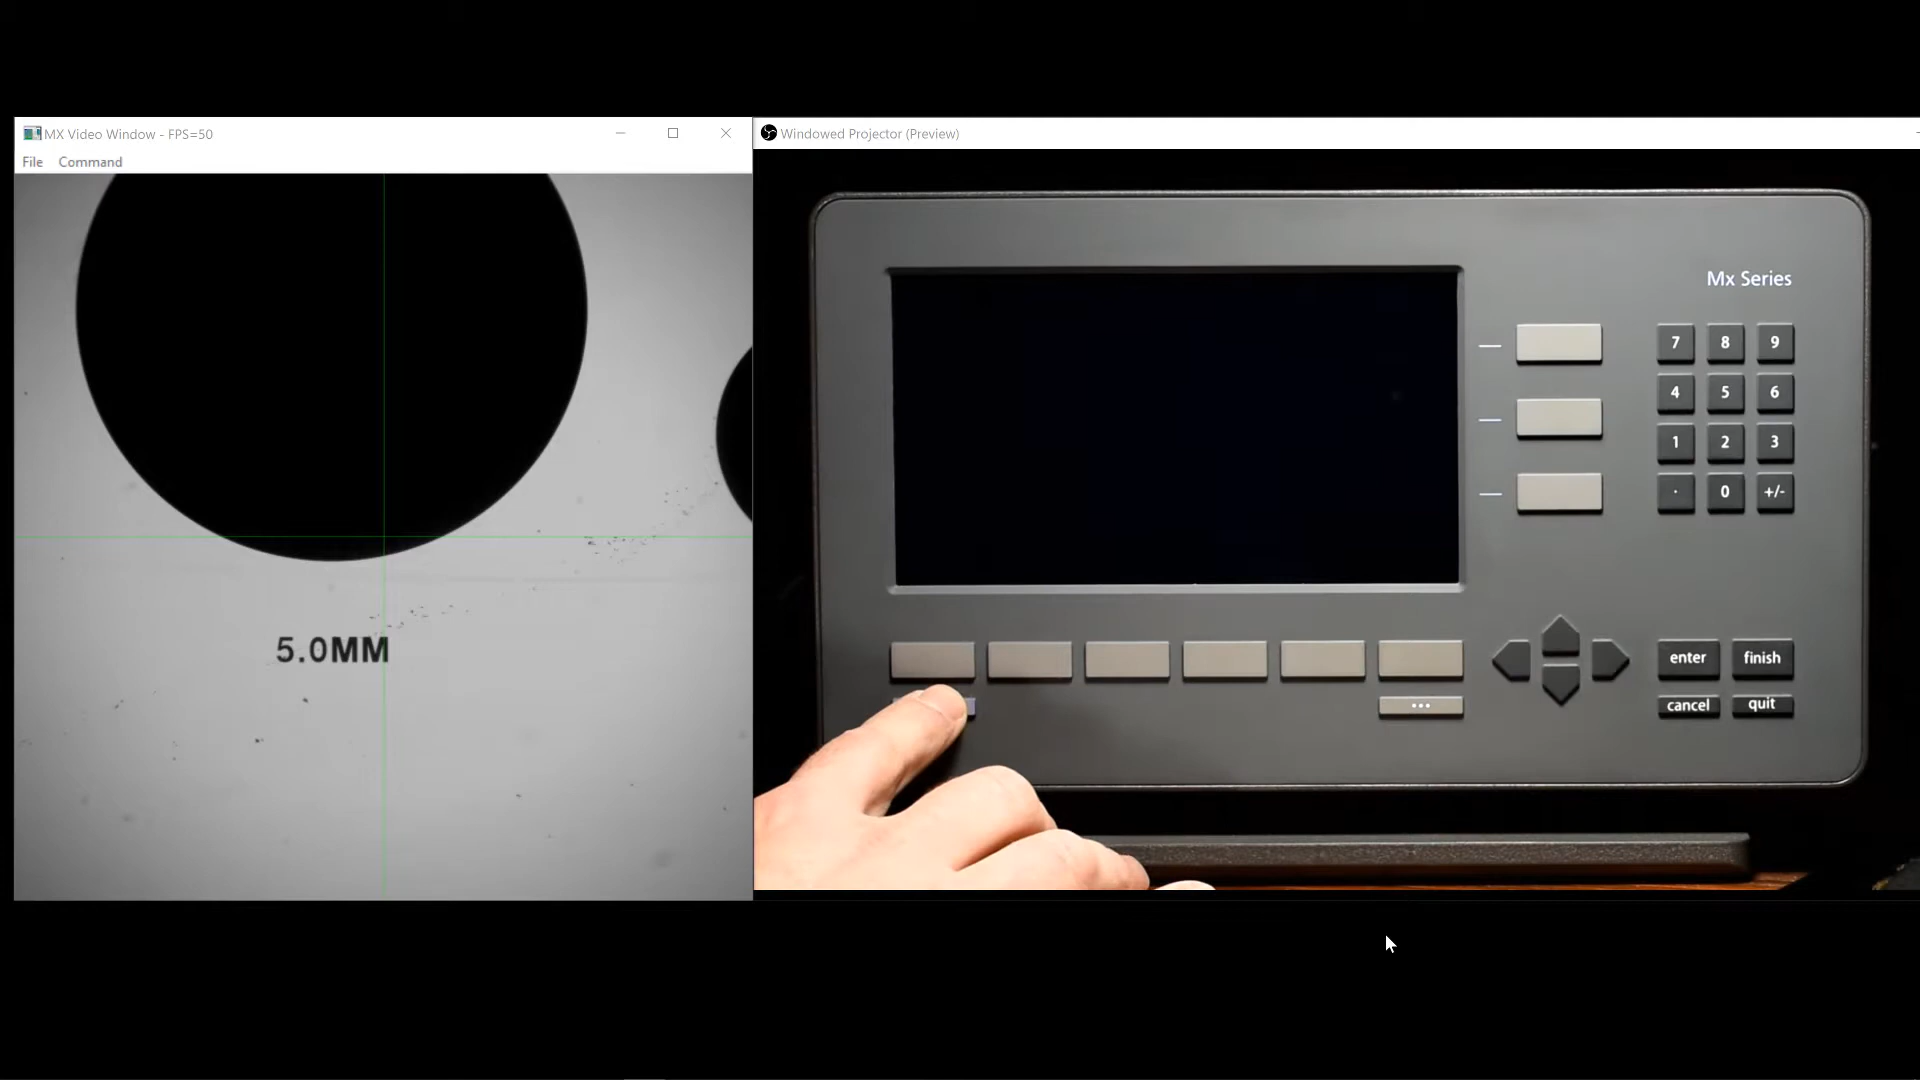 MX Video Window - FPS=50
File Command
5.0MM
Windowed Projector (Preview)
Mx Series
7 8 9
4 5 6
1 2 3
. 0 +/-
enter finish
cancel quit
...